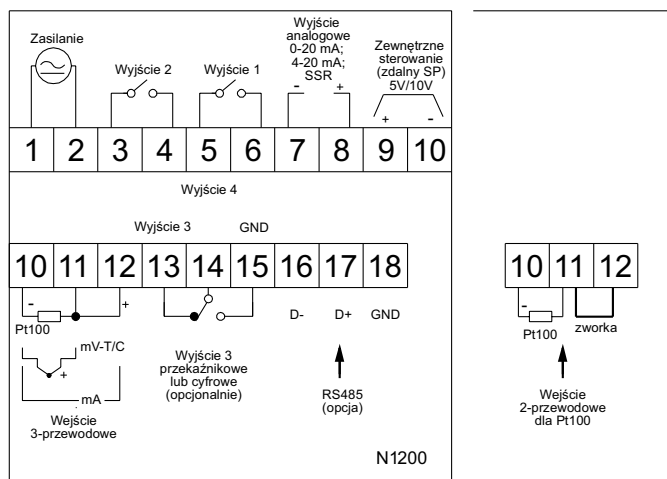 Zasilanie
Wyjście 2
Wyjście 1
Wyjście
analogowe
0-20 mA;
4-20 mA;
SSR
- +
Zewnętrzne
sterowanie
(zdalny SP)
5V/10V
+ -
1 2 3 4 5 6 7 8 9 10
Wyjście 4
Wyjście 3
GND
10 11 12 13 14 15 16 17 18
- +
Pt100
mV-T/C
+
mA
Wejście
3-przewodowe
Wyjście 3
przekaźnikowe
lub cyfrowe
(opcjonalnie)
D- D+ GND
RS485
(opcja)
N1200
10 11 12
-
Pt100
zworka
Wejście
2-przewodowe
dla Pt100